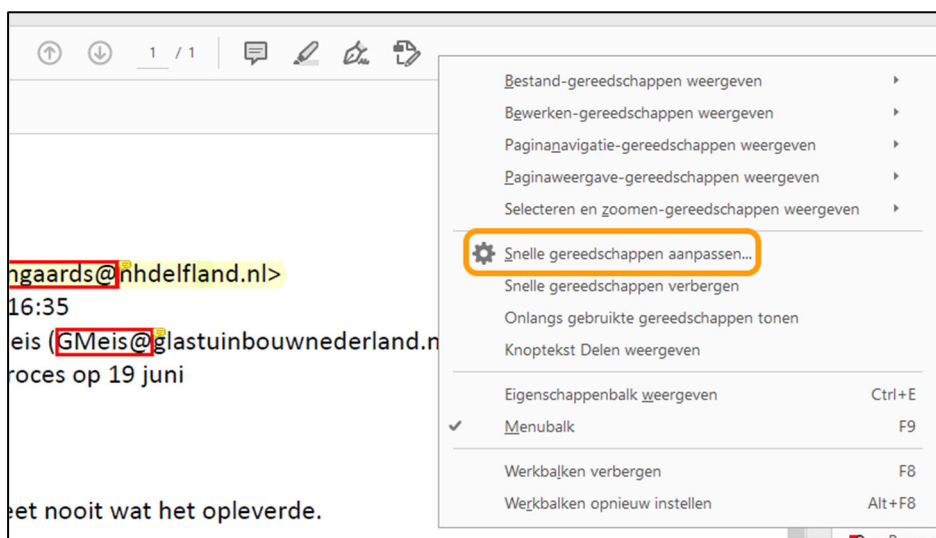 1 / 1
Bestand-gereedschappen weergeven
Bewerken-gereedschappen weergeven
Paginanavigatie-gereedschappen weergeven
Paginaweergave-gereedschappen weergeven
Selecteren en zoomen-gereedschappen weergeven
Snelle gereedschappen aanpassen...
Snelle gereedschappen verbergen
Onlangs gebruikte gereedschappen tonen
Knoptekst Delen weergeven
Eigenschappenbalk weergeven Ctrl+E
Menubalk F9
Werkbalken verbergen F8
Werkbalken opnieuw instellen Alt+F8
ngaards@hhdelfland.nl>
16:35
eis (GMeis@glastuinbouwnederland.n
roces op 19 juni
eet nooit wat het opleverde.